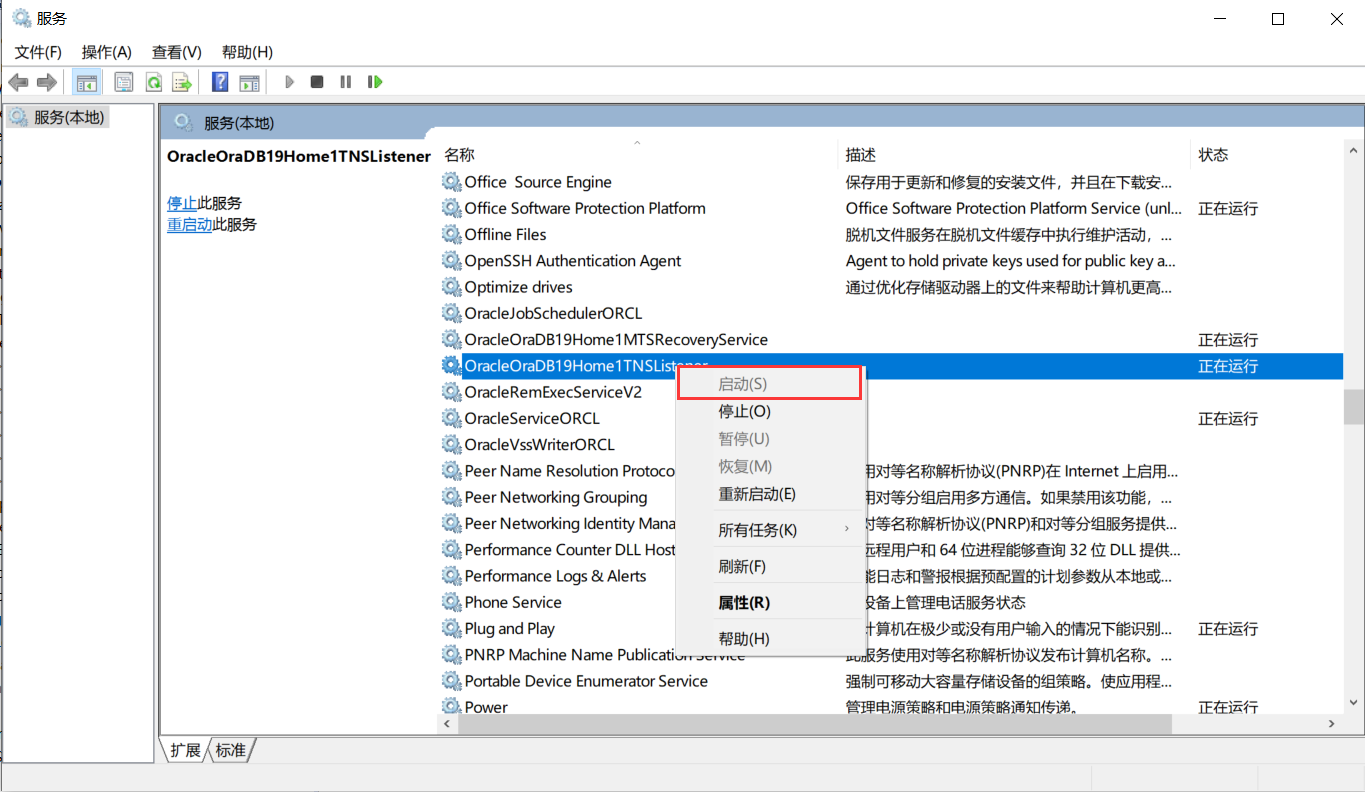 服务
文件(F) 操作(A) 查看(V) 帮助(H)
服务(本地)
服务(本地)
OracleOraDB19Home1TNSListener
停止此服务
重启动此服务
名称 描述 状态
Office  Source Engine 保存用于更新和修复的安装文件，并且在下载安...
Office Software Protection Platform Office Software Protection Platform Service (unl... 正在运行
Offline Files 脱机文件服务在脱机文件缓存中执行维护活动，...
OpenSSH Authentication Agent Agent to hold private keys used for public key a...
Optimize drives 通过优化存储驱动器上的文件来帮助计算机更高...
OracleJobSchedulerORCL
OracleOraDB19Home1MTSRecoveryService 正在运行
OracleOraDB19Home1TNSListener 正在运行
OracleRemExecServiceV2
OracleServiceORCL 正在运行
OracleVssWriterORCL
Peer Name Resolution Protoco 用对等名称解析协议(PNRP)在 Internet 上启用...
Peer Networking Grouping 用对等分组启用多方通信。如果禁用该功能，...
Peer Networking Identity Mana 对等名称解析协议(PNRP)和对等分组服务提供...
Performance Counter DLL Host 远程用户和 64 位进程能够查询 32 位 DLL 提供...
Performance Logs & Alerts 能日志和警报根据预配置的计划参数从本地或...
Phone Service 设备上管理电话服务状态
Plug and Play 计算机在极少或没有用户输入的情况下能识别... 正在运行
PNRP Machine Name Publication Service 此服务使用对等名称解析协议发布计算机名称。...
Portable Device Enumerator Service 强制可移动大容量存储设备的组策略。使应用程...
Power 管理电源策略和电源策略通知传递。 正在运行
启动(S)
停止(O)
暂停(U)
恢复(M)
重新启动(E)
所有任务(K)
刷新(F)
属性(R)
帮助(H)
扩展 标准